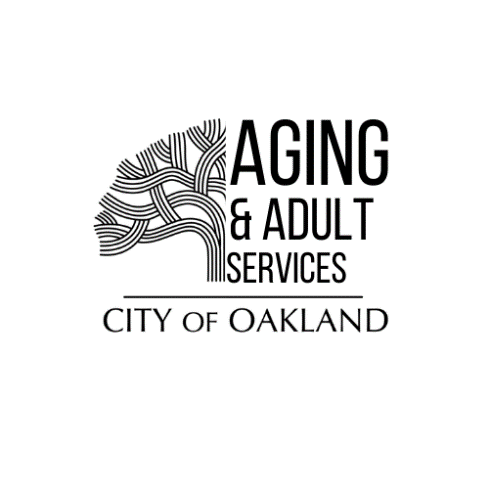 AGING
& ADULT
SERVICES
CITY OF OAKLAND